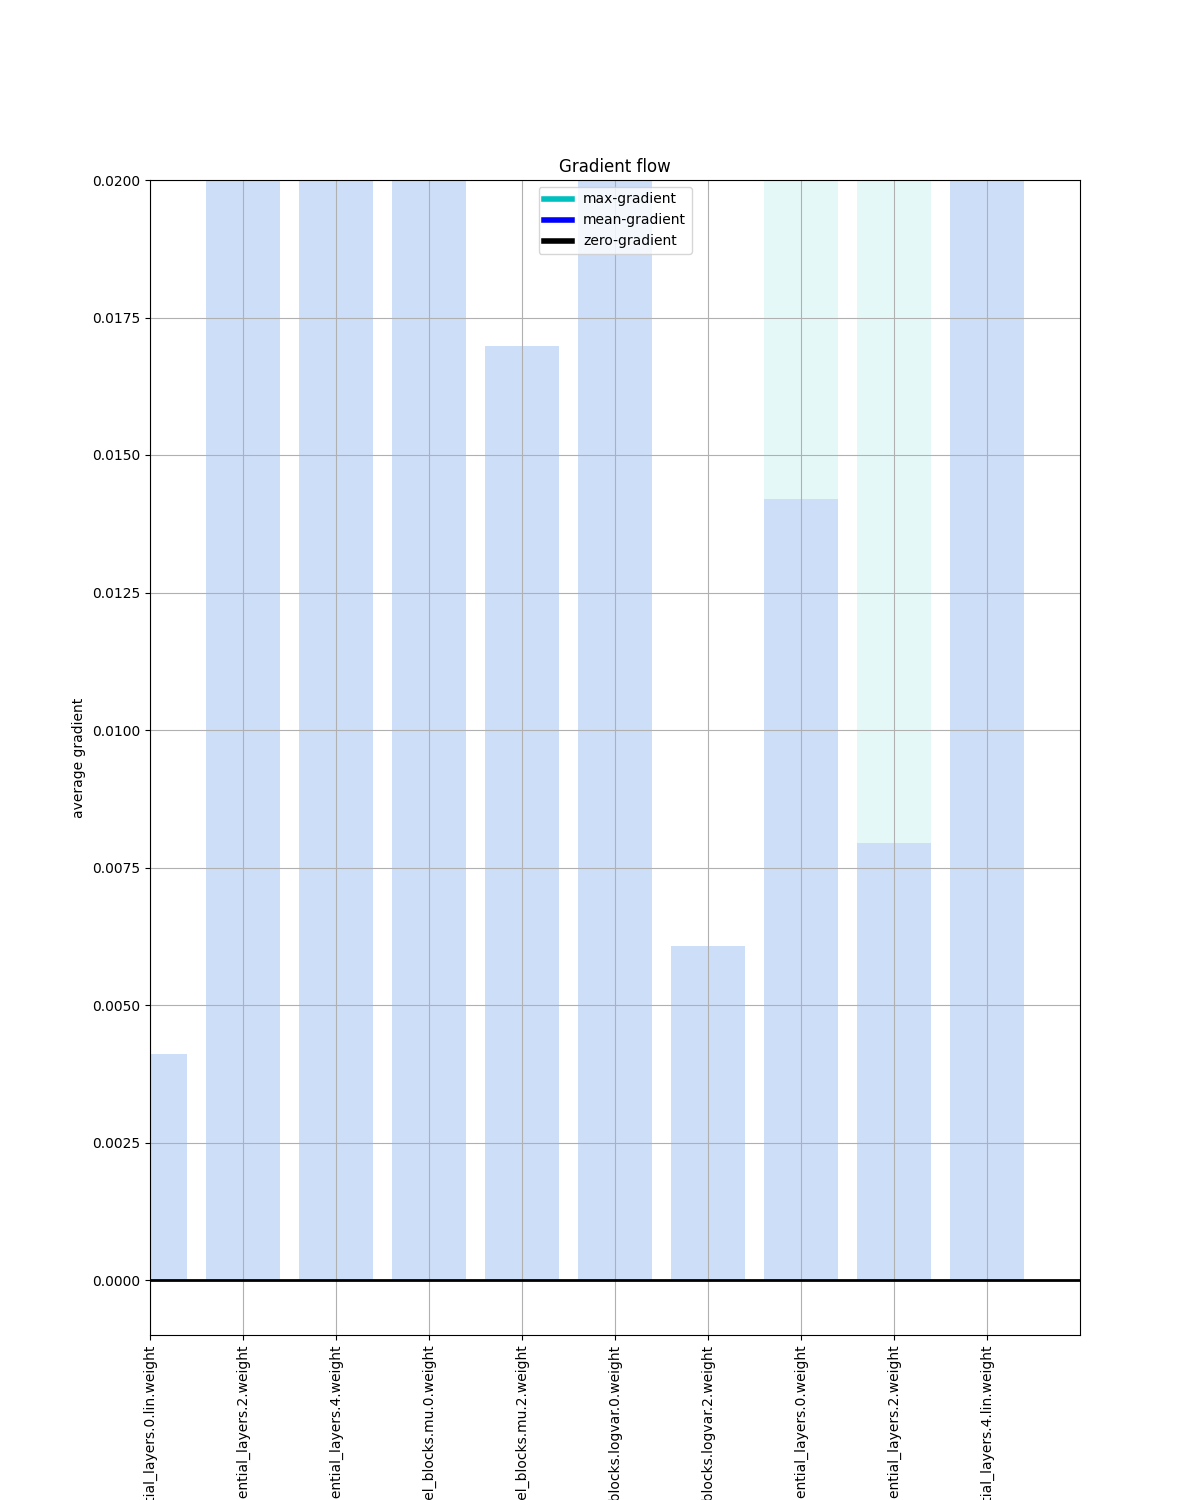 Gradient flow
max-gradient
mean-gradient
zero-gradient
0.0200
0.0175
0.0150
0.0125
0.0100
0.0075
0.0050
0.0025
0.0000
average gradient
tial_layers.0.lin.weight
ential_layers.2.weight
ential_layers.4.weight
el_blocks.mu.0.weight
el_blocks.mu.2.weight
blocks.logvar.0.weight
blocks.logvar.2.weight
ential_layers.0.weight
ential_layers.2.weight
tial_layers.4.lin.weight